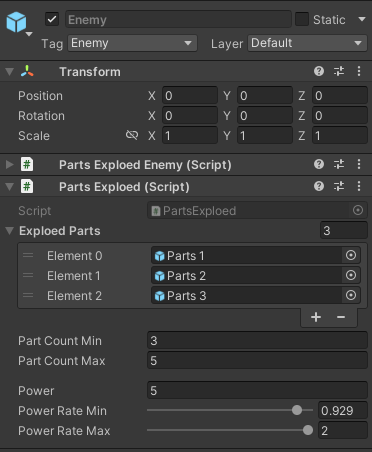 Enemy Static
Tag Enemy Layer Default
Transform
Position X 0 Y 0 Z 0
Rotation X 0 Y 0 Z 0
Scale X 1 Y 1 Z 1
# Parts Exploed Enemy (Script)
# Parts Exploed (Script)
Script # PartsExploed
Exploed Parts 3
Element 0 Parts 1
Element 1 Parts 2
Element 2 Parts 3
+ −
Part Count Min 3
Part Count Max 5
Power 5
Power Rate Min 0.929
Power Rate Max 2